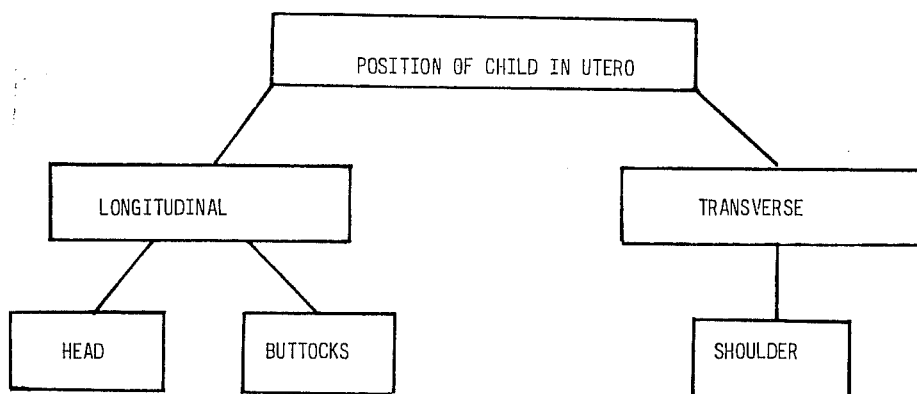 POSITION OF CHILD IN UTERO
LONGITUDINAL
TRANSVERSE
HEAD
BUTTOCKS
SHOULDER